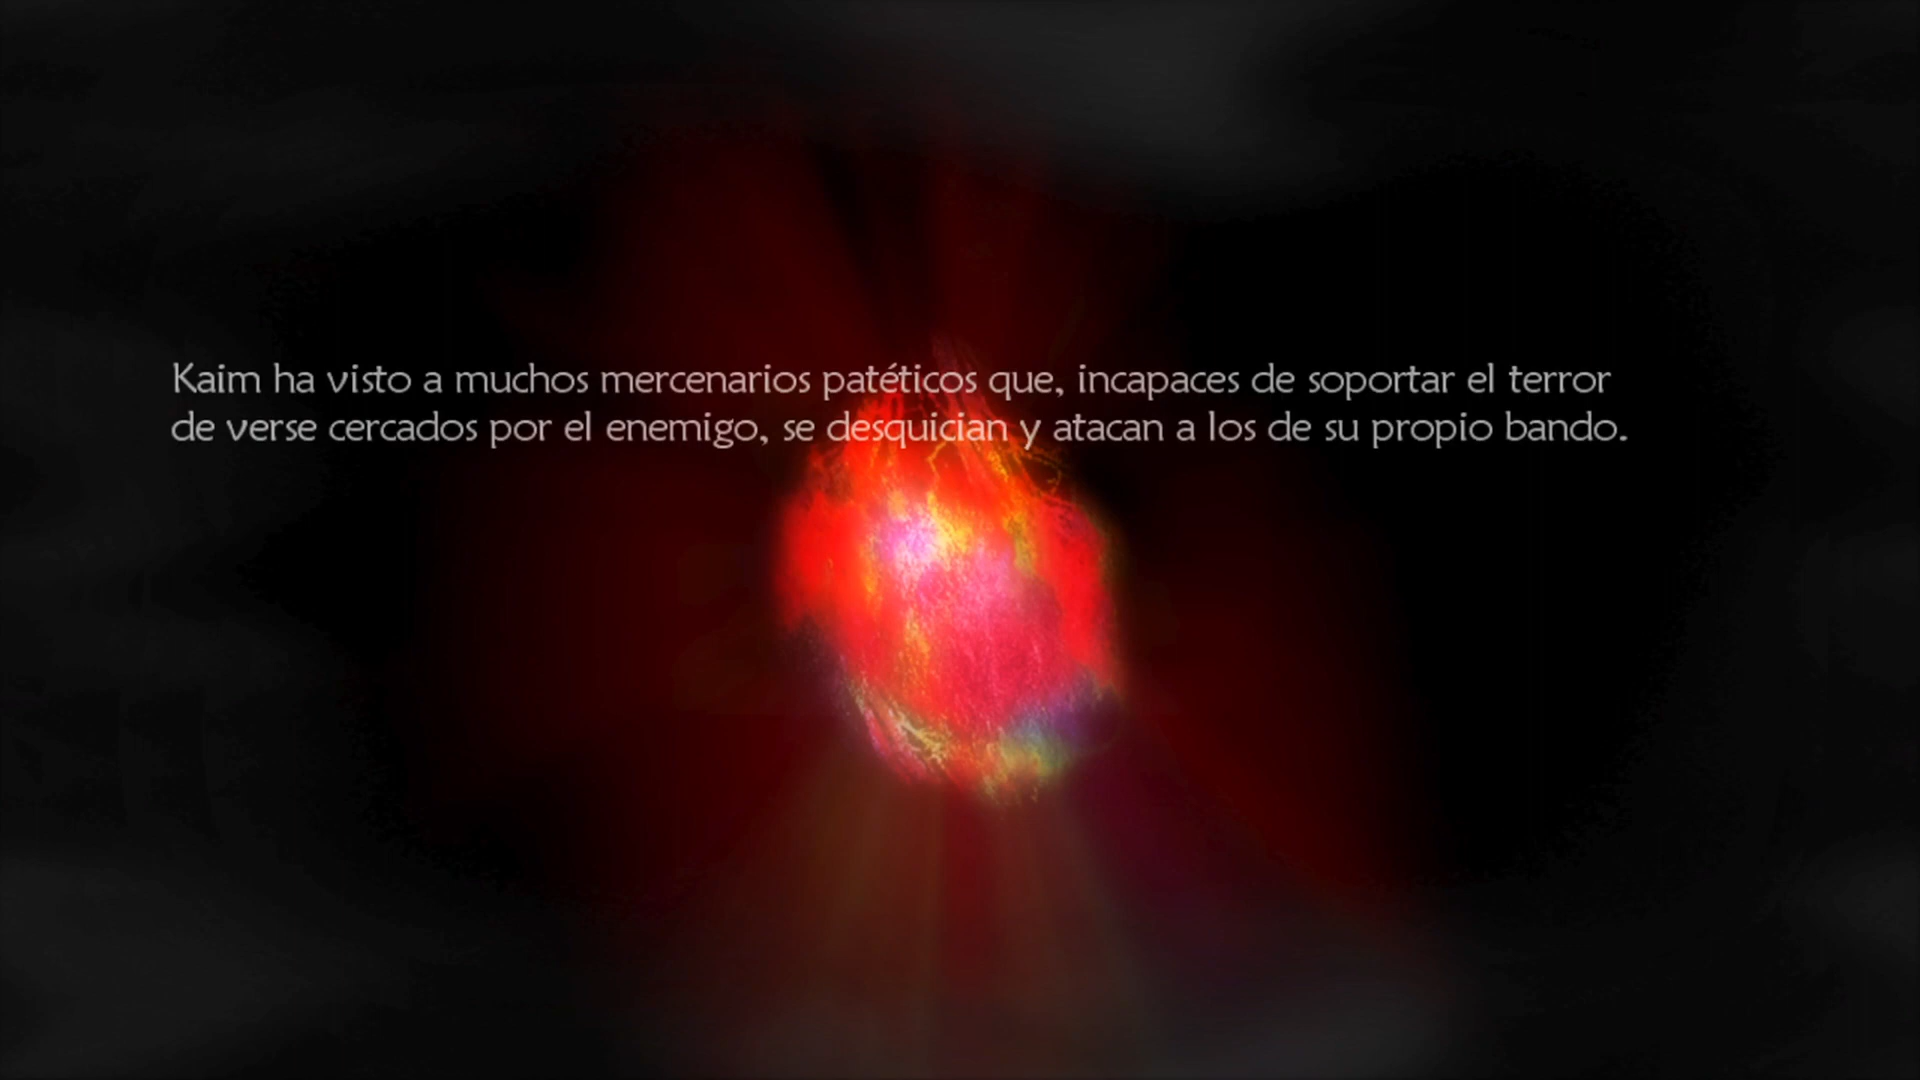 Kaim ha visto a muchos mercenarios patéticos que, incapaces de soportar el terror
de verse cercados por el enemigo, se desquician y atacan a los de su propio bando.